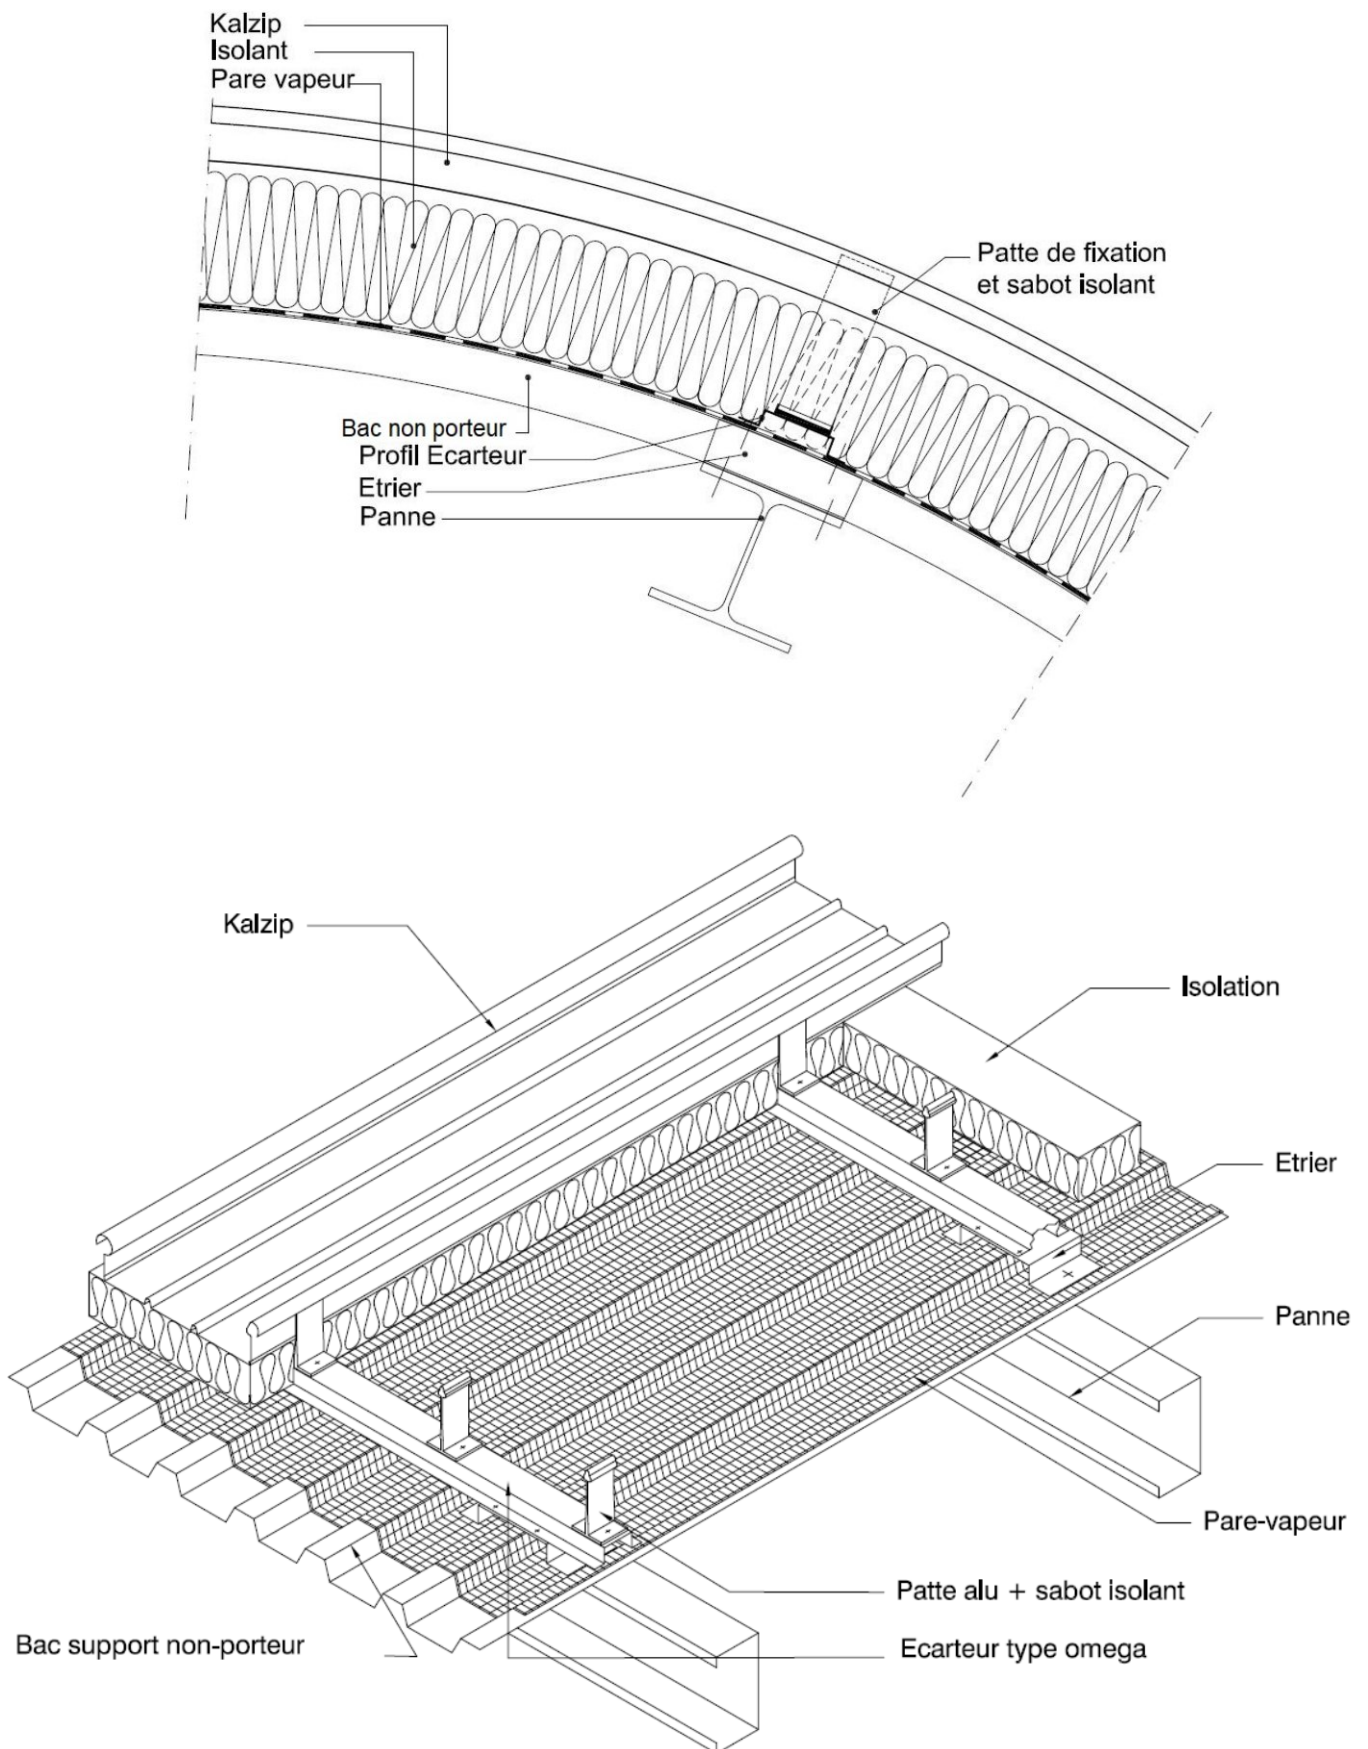 Kalzip
Isolant
Pare vapeur
Patte de fixation
et sabot isolant
Bac non porteur
Profil Ecarteur
Etrier
Panne
Kalzip
Isolation
Etrier
Panne
Pare-vapeur
Patte alu + sabot isolant
Bac support non-porteur
Ecarteur type omega